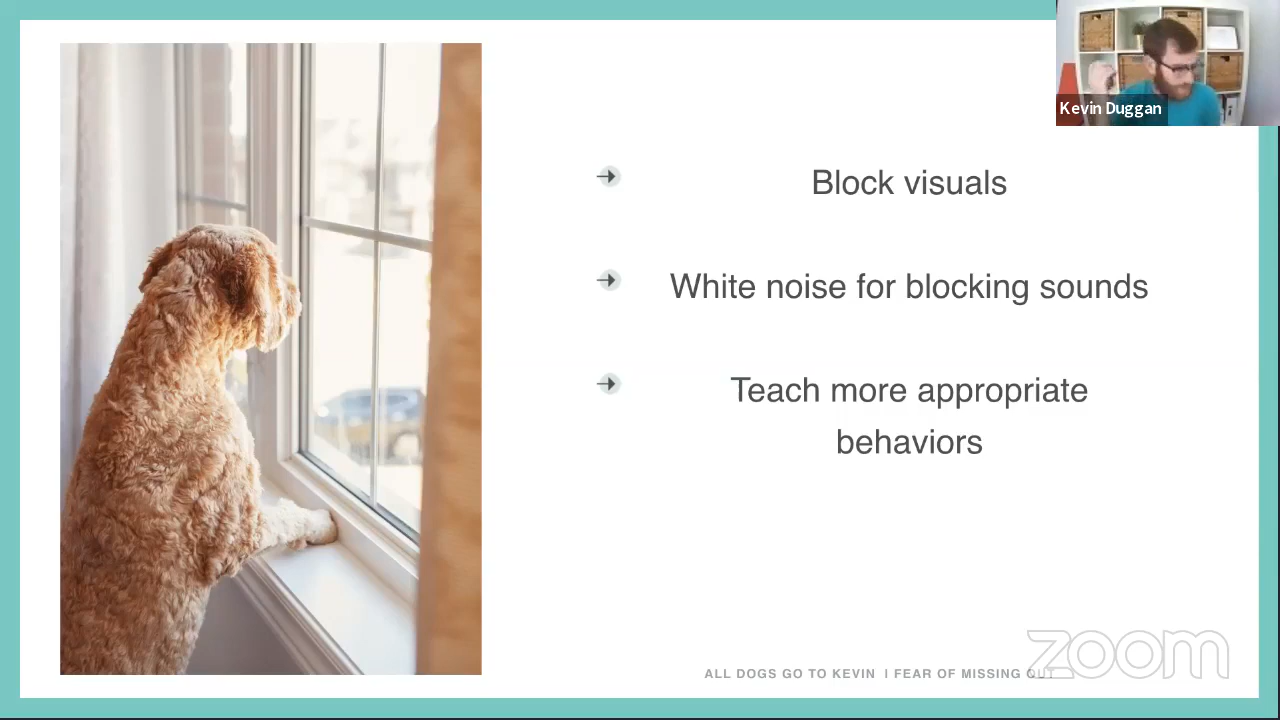 Kevin Duggan
Block visuals
White noise for blocking sounds
Teach more appropriate
behaviors
ALL DOGS GO TO KEVIN | FEAR OF MISSING OUT
zoom